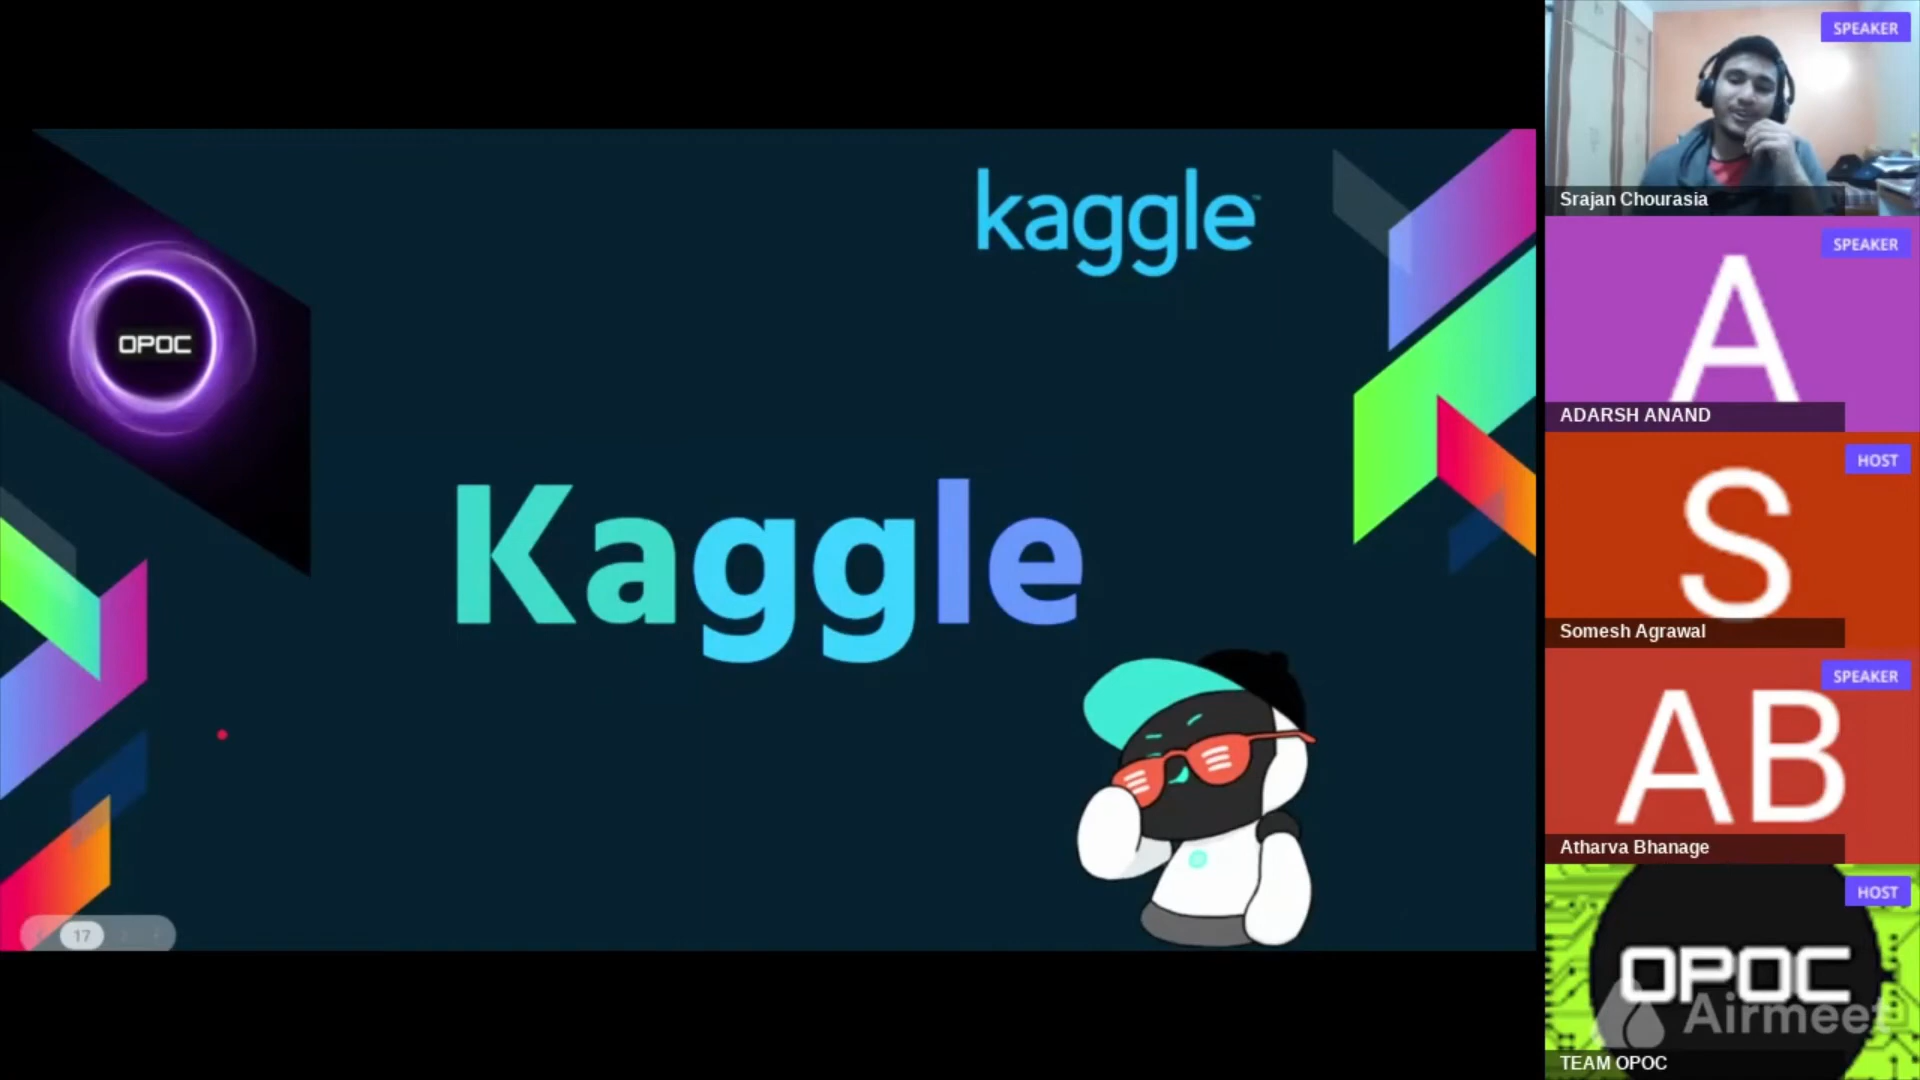 kaggle
OPOC
Kaggle
17
SPEAKER
Srajan Chourasia
SPEAKER
A
ADARSH ANAND
HOST
S
Somesh Agrawal
SPEAKER
AB
Atharva Bhanage
HOST
OPOC
Airmeet
TEAM OPOC